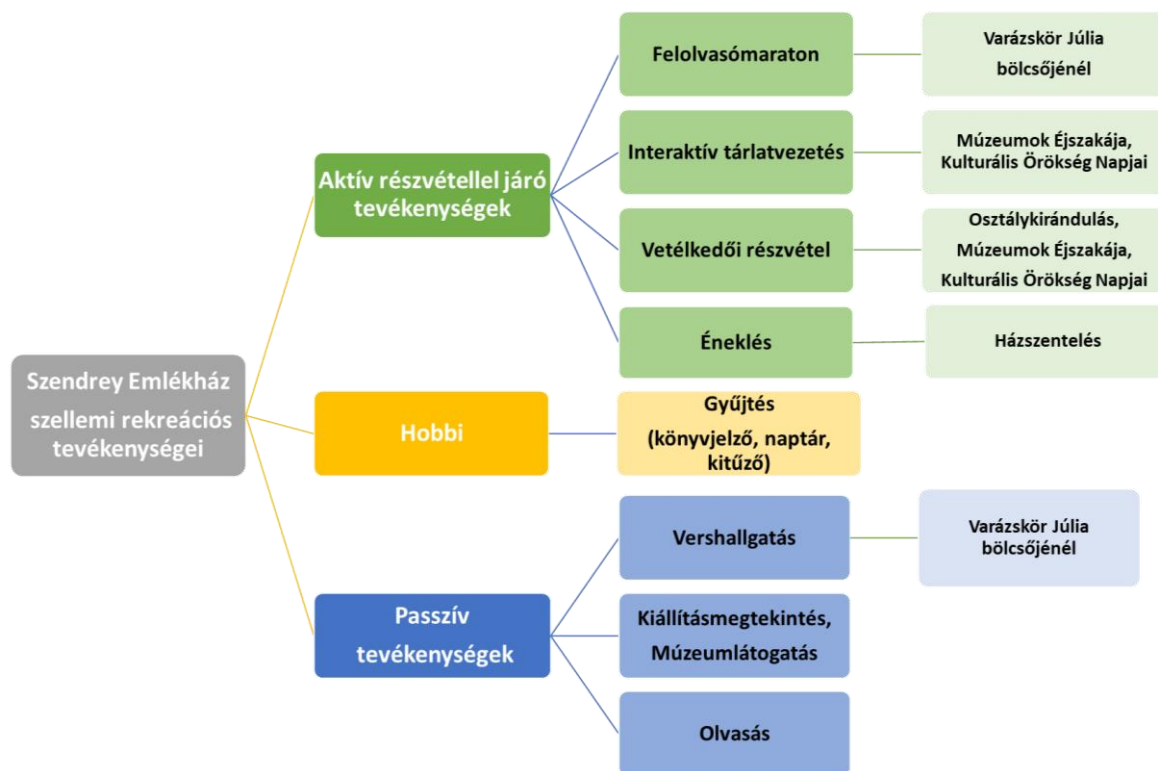 Szendrey Emlékház
szellemi rekreációs
tevékenységei
Aktív részvétellel járó
tevékenységek
Felolvasómaraton
Varázskör Júlia
bölcsőjénél
Interaktív tárlatvezetés
Múzeumok Éjszakája,
Kulturális Örökség Napjai
Vetélkedői részvétel
Osztálykirándulás,
Múzeumok Éjszakája,
Kulturális Örökség Napjai
Éneklés
Házszentelés
Hobbi
Gyűjtés
(könyvjelző, naptár,
kitűző)
Passzív
tevékenységek
Vershallgatás
Varázskör Júlia
bölcsőjénél
Kiállításmegtekintés,
Múzeumlátogatás
Olvasás